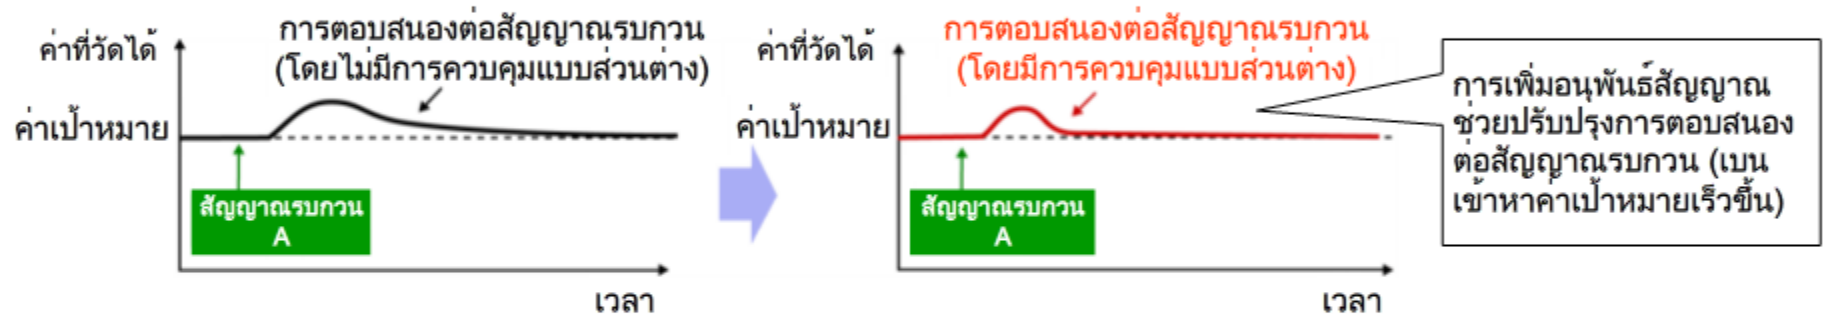 ค่าที่วัดได้
การตอบสนองต่อสัญญาณรบกวน
(โดยไม่มีการควบคุมแบบส่วนต่าง)
ค่าเป้าหมาย
สัญญาณรบกวน
A
เวลา
ค่าที่วัดได้
การตอบสนองต่อสัญญาณรบกวน
(โดยมีการควบคุมแบบส่วนต่าง)
ค่าเป้าหมาย
สัญญาณรบกวน
A
เวลา
การเพิ่มอนุพันธ์สัญญาณ
ช่วยปรับปรุงการตอบสนอง
ต่อสัญญาณรบกวน (เบน
เข้าหาค่าเป้าหมายเร็วขึ้น)